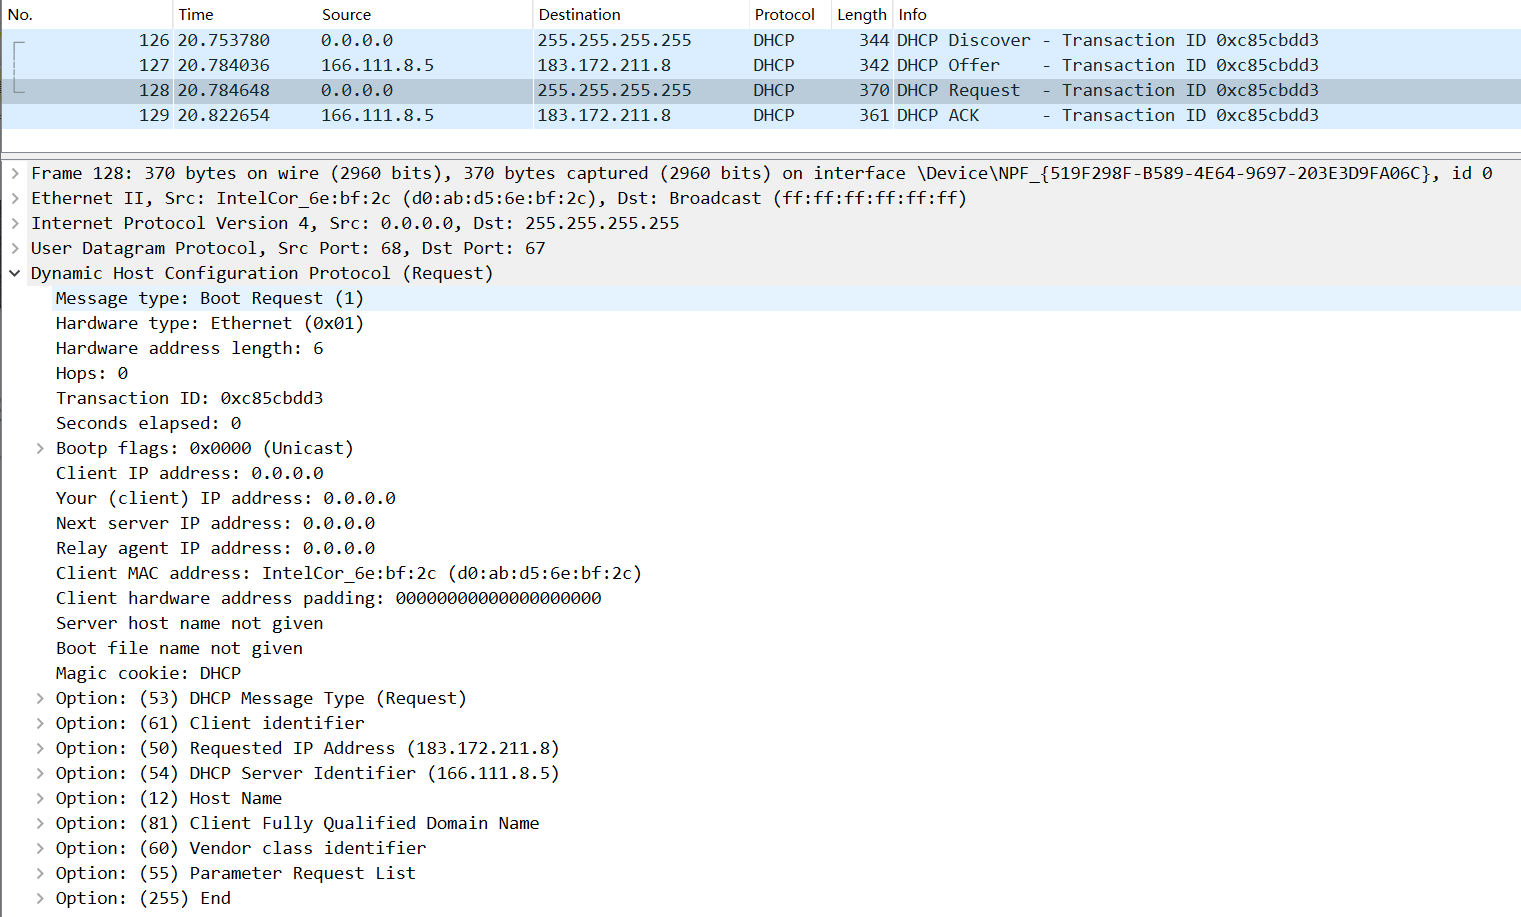 No. Time Source Destination Protocol Length Info
126 20.753780 0.0.0.0 255.255.255.255 DHCP 344 DHCP Discover - Transaction ID 0xc85cbdd3
127 20.784036 166.111.8.5 183.172.211.8 DHCP 342 DHCP Offer - Transaction ID 0xc85cbdd3
128 20.784648 0.0.0.0 255.255.255.255 DHCP 370 DHCP Request - Transaction ID 0xc85cbdd3
129 20.822654 166.111.8.5 183.172.211.8 DHCP 361 DHCP ACK - Transaction ID 0xc85cbdd3
Frame 128: 370 bytes on wire (2960 bits), 370 bytes captured (2960 bits) on interface \Device\NPF_{519F298F-B589-4E64-9697-203E3D9FA06C}, id 0
Ethernet II, Src: IntelCor_6e:bf:2c (d0:ab:d5:6e:bf:2c), Dst: Broadcast (ff:ff:ff:ff:ff:ff)
Internet Protocol Version 4, Src: 0.0.0.0, Dst: 255.255.255.255
User Datagram Protocol, Src Port: 68, Dst Port: 67
Dynamic Host Configuration Protocol (Request)
Message type: Boot Request (1)
Hardware type: Ethernet (0x01)
Hardware address length: 6
Hops: 0
Transaction ID: 0xc85cbdd3
Seconds elapsed: 0
Bootp flags: 0x0000 (Unicast)
Client IP address: 0.0.0.0
Your (client) IP address: 0.0.0.0
Next server IP address: 0.0.0.0
Relay agent IP address: 0.0.0.0
Client MAC address: IntelCor_6e:bf:2c (d0:ab:d5:6e:bf:2c)
Client hardware address padding: 00000000000000000000
Server host name not given
Boot file name not given
Magic cookie: DHCP
Option: (53) DHCP Message Type (Request)
Option: (61) Client identifier
Option: (50) Requested IP Address (183.172.211.8)
Option: (54) DHCP Server Identifier (166.111.8.5)
Option: (12) Host Name
Option: (81) Client Fully Qualified Domain Name
Option: (60) Vendor class identifier
Option: (55) Parameter Request List
Option: (255) End